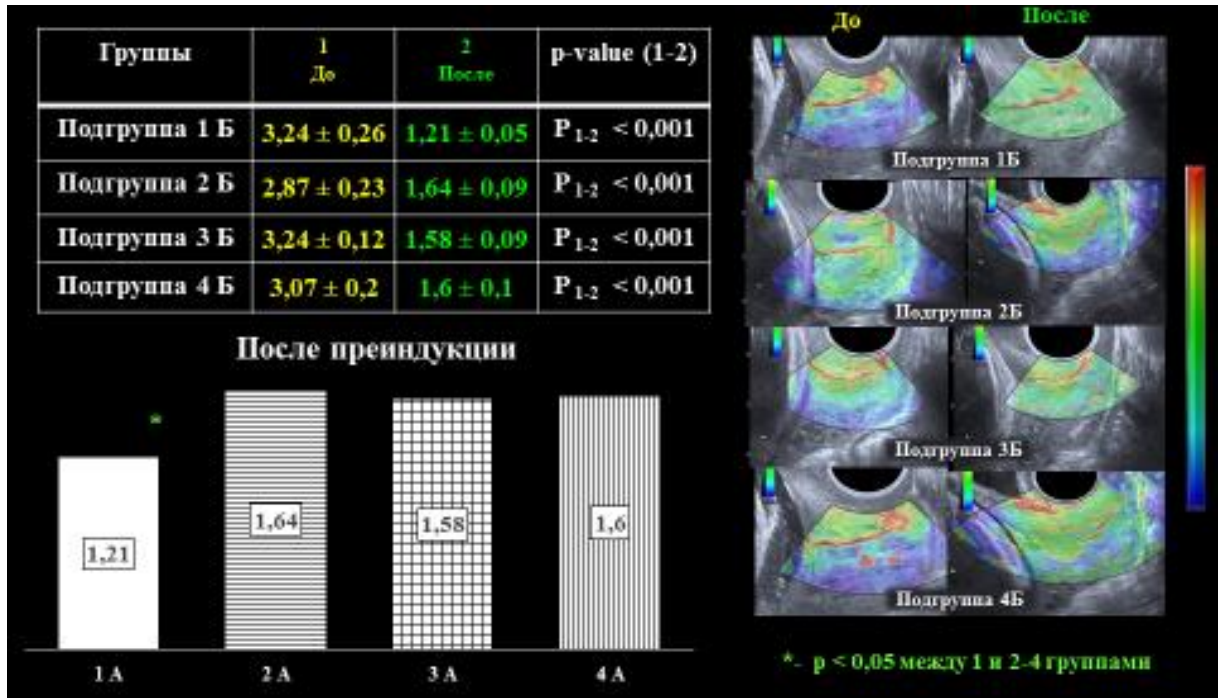 Группы 1 До 2 После p-value (1-2)
Подгруппа 1 Б 3,24 ± 0,26 1,21 ± 0,05 P 1-2 < 0,001
Подгруппа 2 Б 2,87 ± 0,23 1,64 ± 0,09 P 1-2 < 0,001
Подгруппа 3 Б 3,24 ± 0,12 1,58 ± 0,09 P 1-2 < 0,001
Подгруппа 4 Б 3,07 ± 0,2 1,6 ± 0,1 P 1-2 < 0,001
После преиндукции
*
1,21
1,64
1,58
1,6
1 А 2 А 3 А 4 А
До После
Подгруппа 1Б
Подгруппа 2Б
Подгруппа 3Б
Подгруппа 4Б
*- p < 0,05 между 1 и 2-4 группами